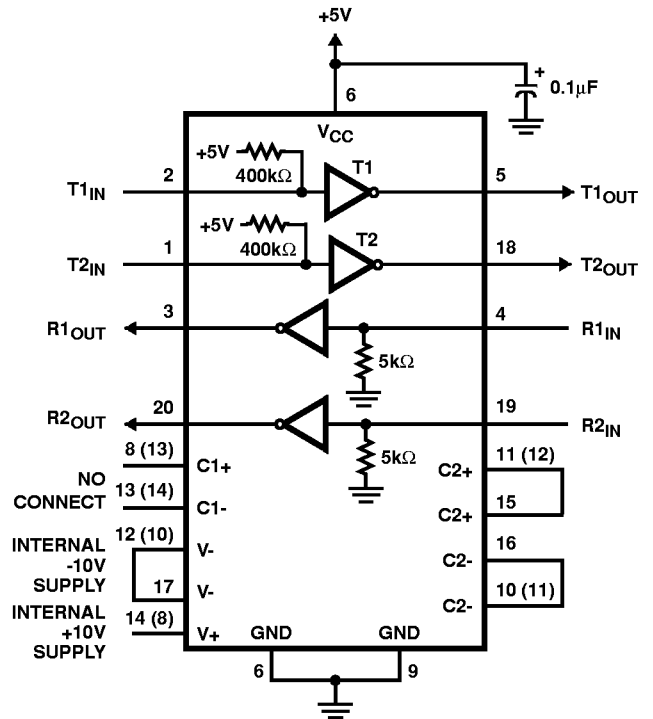 +5V
6
+
0.1µF
VCC
+5V
400kΩ
T1
2
5
T1IN
T1OUT
+5V
400kΩ
T2
1
18
T2IN
T2OUT
3
4
R1OUT
R1IN
5kΩ
20
19
R2OUT
R2IN
5kΩ
8 (13)
C1+
NO
CONNECT
13 (14)
C1-
11 (12)
C2+
15
C2+
12 (10)
INTERNAL
-10V
SUPPLY
V-
17
V-
16
C2-
10 (11)
C2-
INTERNAL
+10V
SUPPLY
14 (8)
V+
GND
GND
6
9